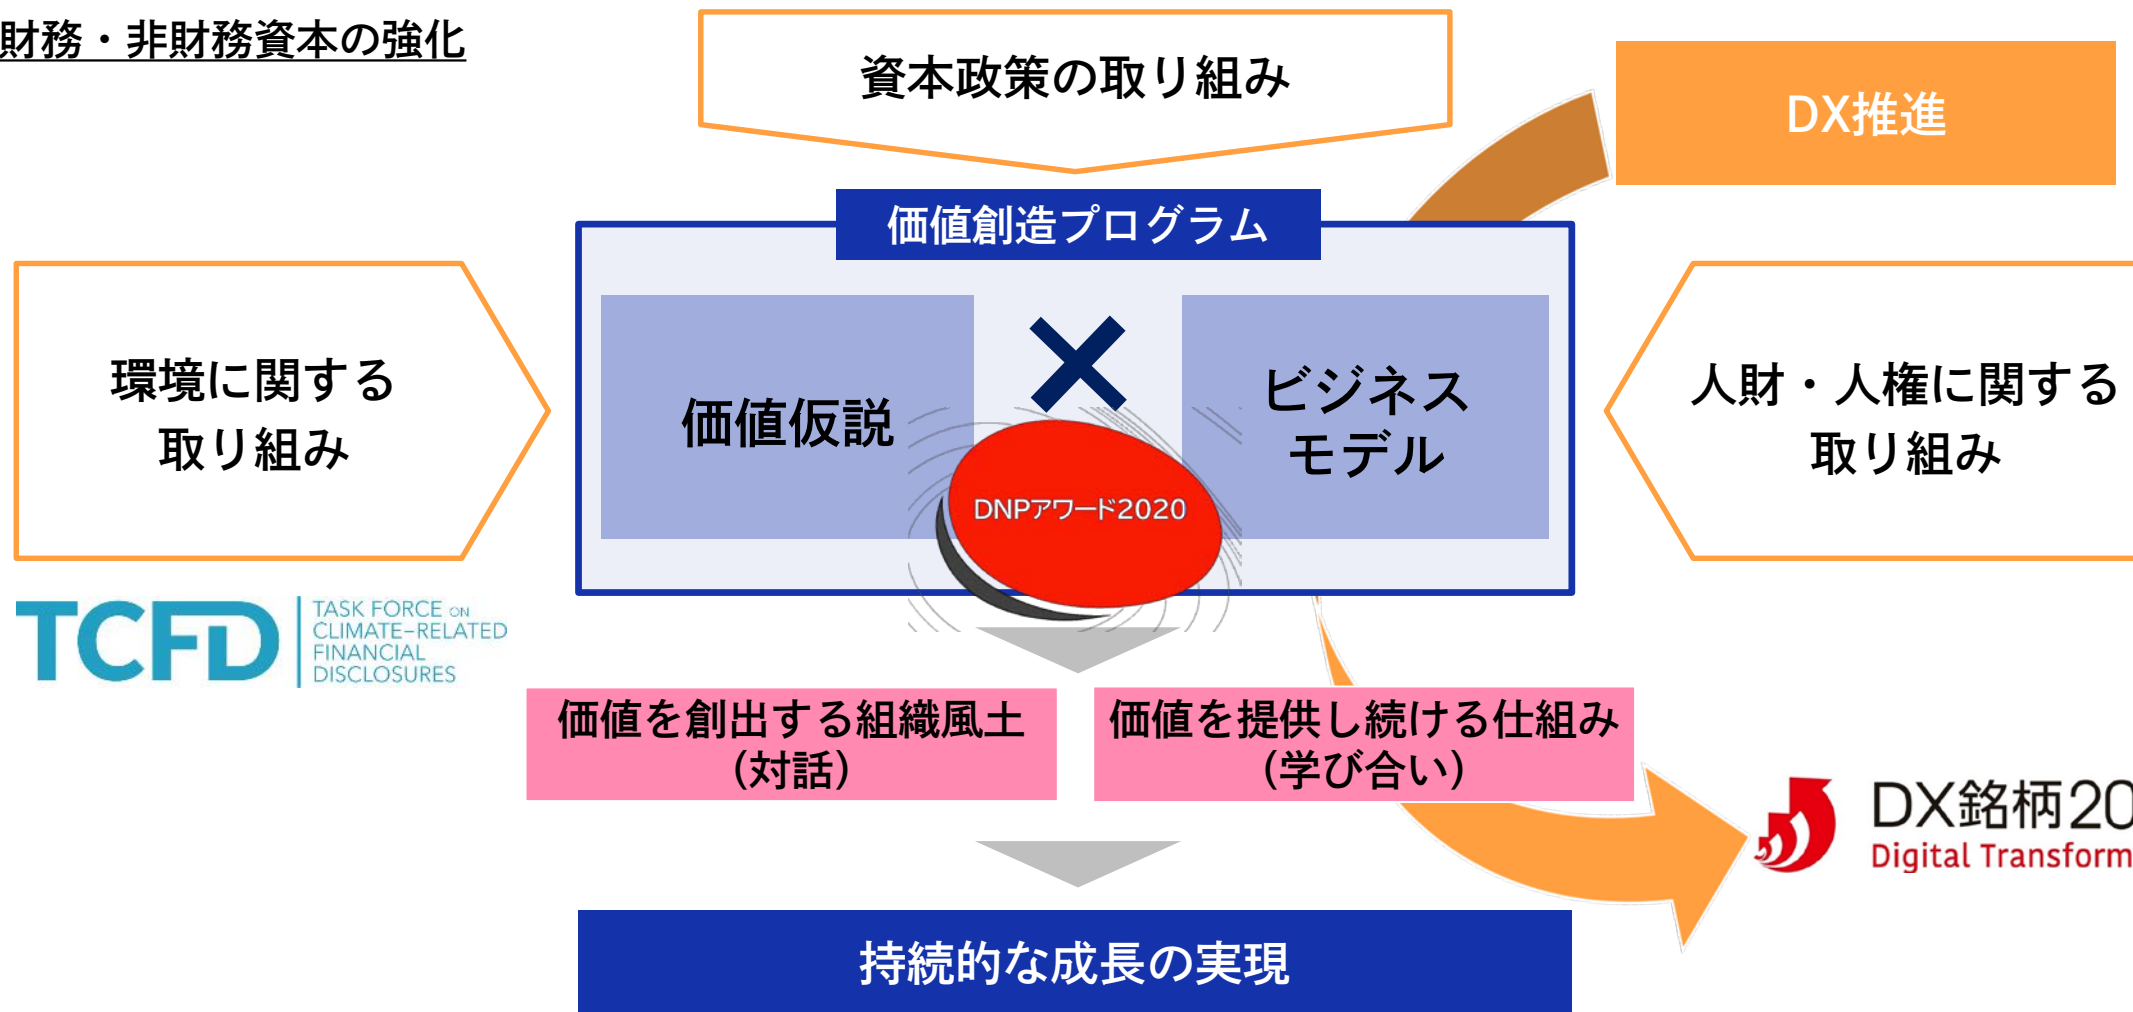 財務・非財務資本の強化
資本政策の取り組み
DX推進
価値創造プログラム
環境に関する
取り組み
価値仮説
ビジネス
モデル
人財・人権に関する
取り組み
DNPアワード2020
TCFD
TASK FORCE ON
CLIMATE-RELATED
FINANCIAL
DISCLOSURES
価値を創出する組織風土
(対話)
価値を提供し続ける仕組み
(学び合い)
DX銘柄20
Digital Transform
持続的な成長の実現